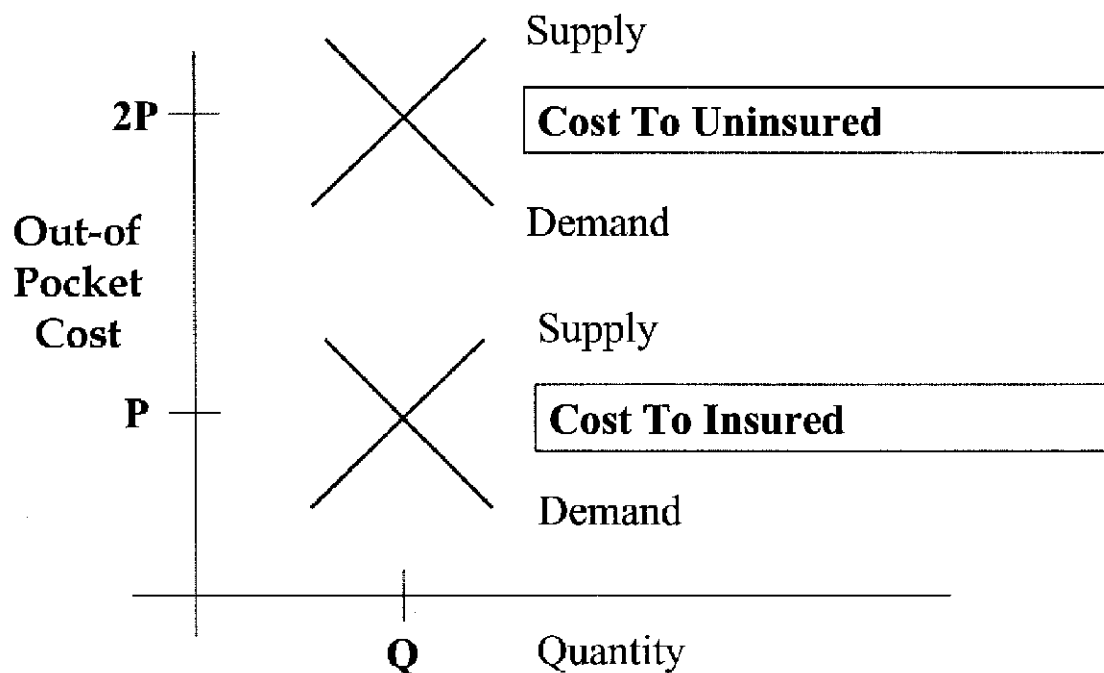 Supply
2P
Cost To Uninsured
Demand
Out-of
Pocket
Cost
Supply
P
Cost To Insured
Demand
Q
Quantity